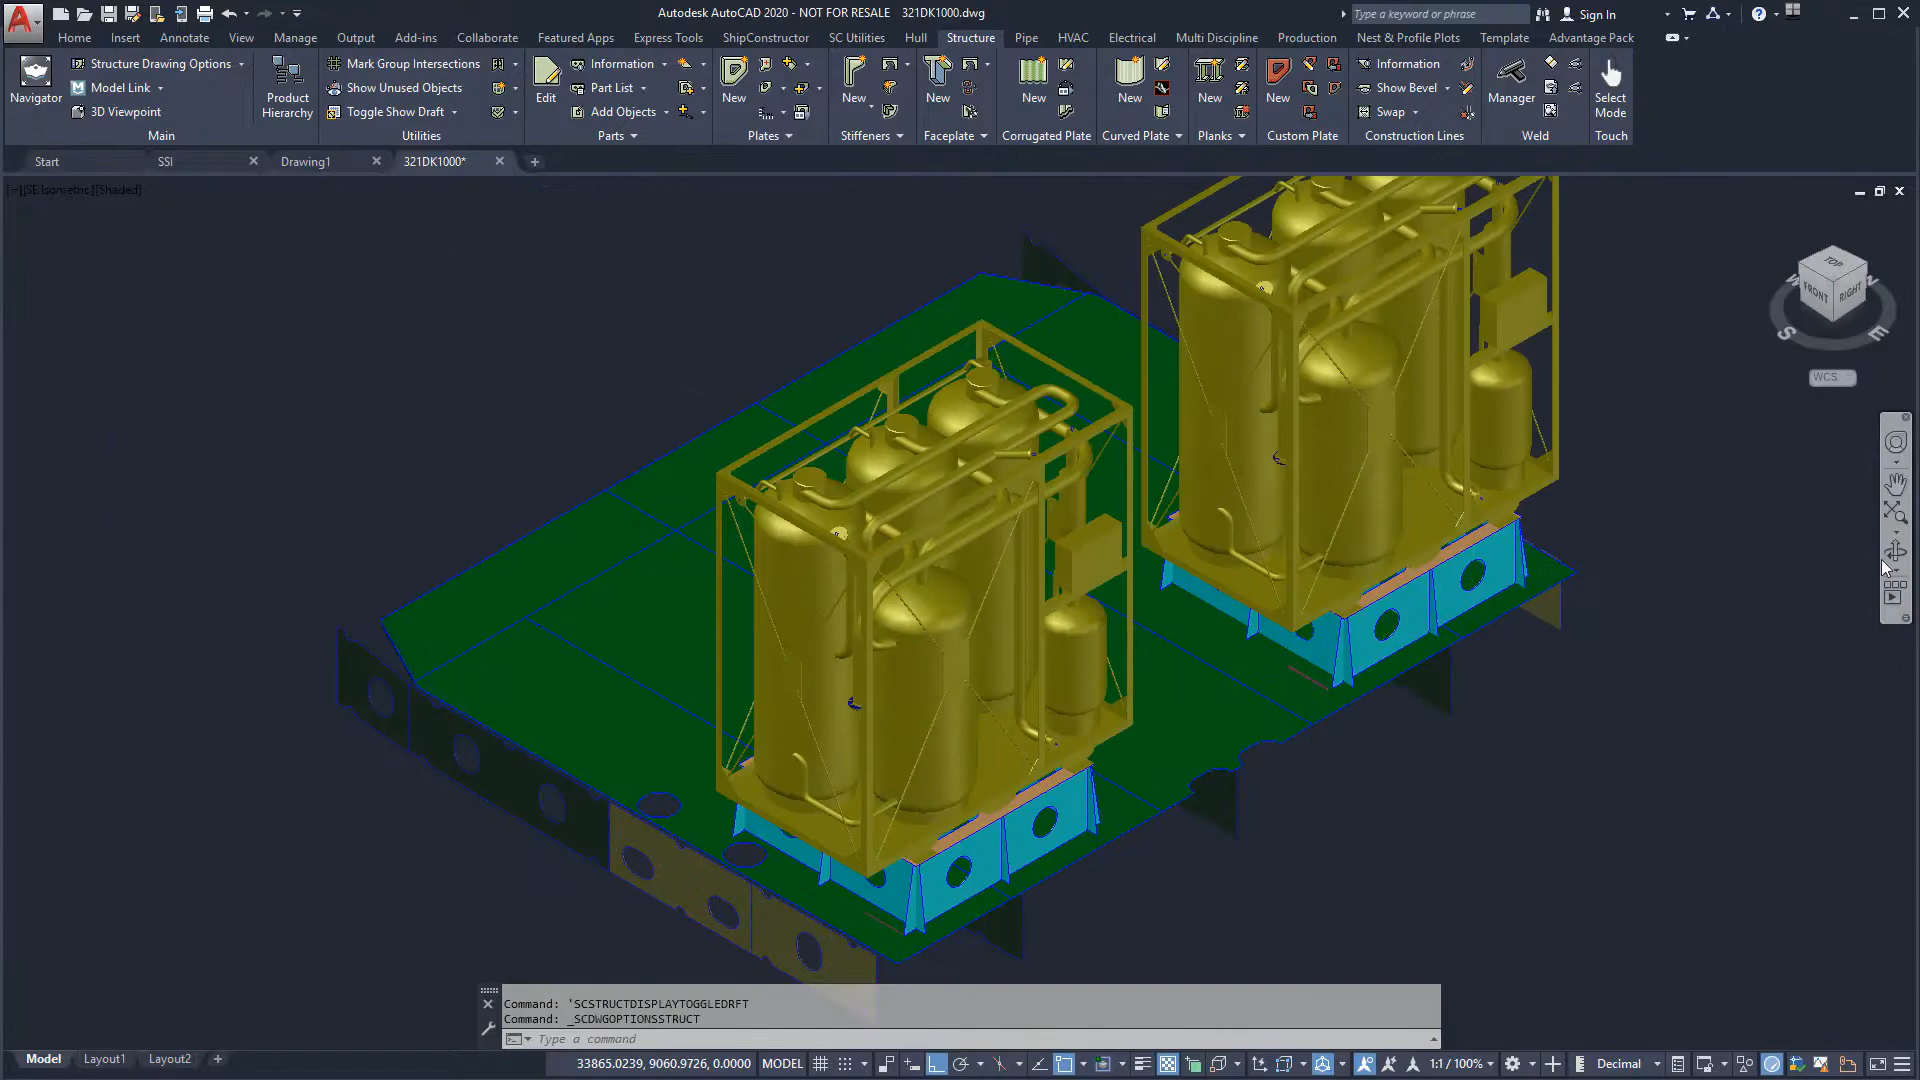 Autodesk AutoCAD 2020 - NOT FOR RESALE 321DK1000.dwg
Type a keyword or phrase
Sign In
Home Insert Annotate View Manage Output Add-ins Collaborate Featured Apps Express Tools ShipConstructor SC Utilities Hull Structure Pipe HVAC Electrical Multi Discipline Production Nest & Profile Plots Template Advantage Pack
Navigator
Structure Drawing Options
Model Link
3D Viewpoint
Main
Product Hierarchy
Mark Group Intersections
Show Unused Objects
Toggle Show Draft
Utilities
Edit
Information
Part List
Add Objects
Parts
New
Plates
New
Stiffeners
New
Faceplate
New
Corrugated Plate
New
Curved Plate
New
Planks
New
Custom Plate
Information
Show Bevel
Swap
Construction Lines
Manager
Weld
Select Mode
Touch
Start SSI Drawing1 321DK1000*
[–][SE Isometric][Shaded]
TOP
FRONT
RIGHT
W N
S E
WCS
Command: 'SCSTRUCTDISPLAYTOGGLEDRFT
Command: _SCDWGOPTIONSSTRUCT
Type a command
Model Layout1 Layout2 +
33865.0239, 9060.9726, 0.0000 MODEL
1:1 / 100%
Decimal